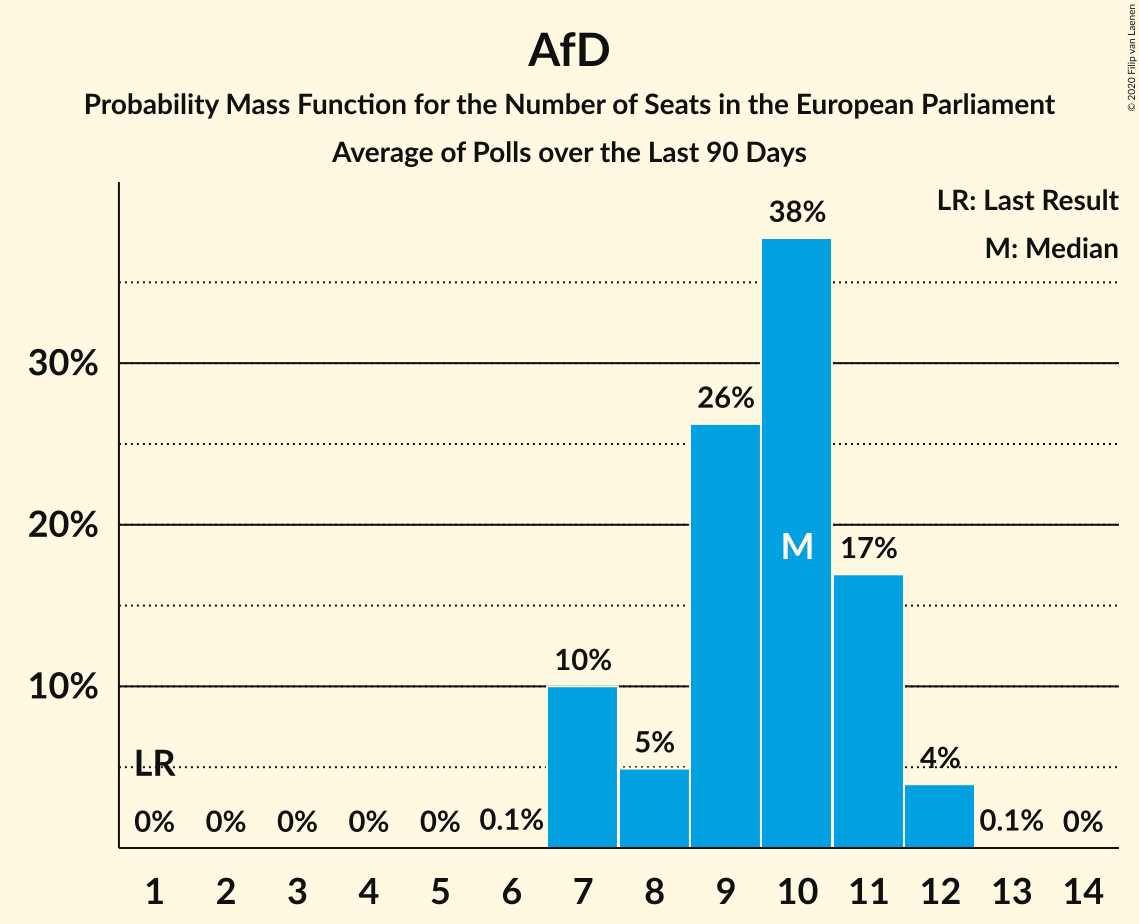 AfD
Probability Mass Function for the Number of Seats in the European Parliament
Average of Polls over the Last 90 Days
© 2020 Filip van Laenen
LR: Last Result
M: Median
30%
20%
10%
38%
26%
17%
10%
5%
4%
M
LR
0% 0% 0% 0% 0% 0.1% 0.1% 0%
1 2 3 4 5 6 7 8 9 10 11 12 13 14